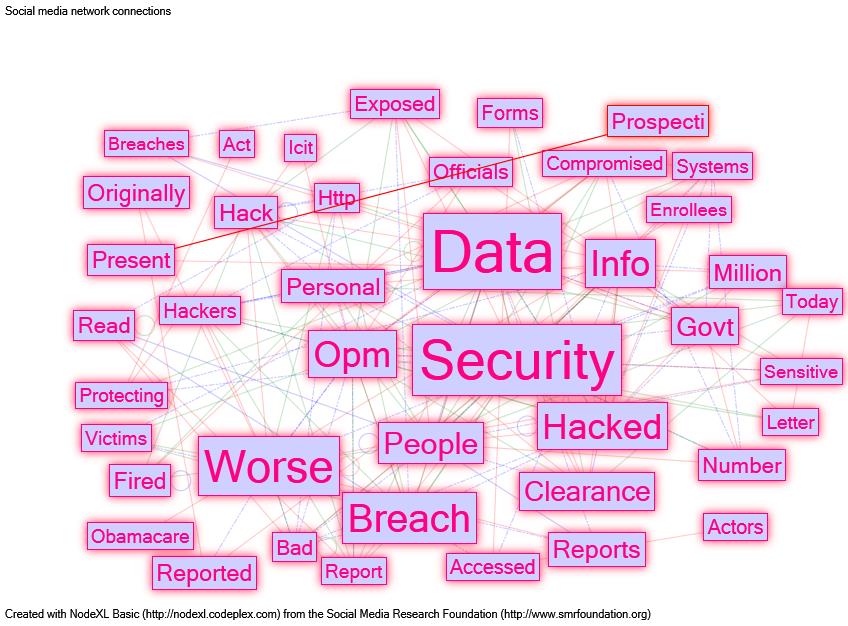 Social media network connections
Exposed
Forms
Prospecti
Breaches
Act
Icit
Officials
Compromised
Systems
Originally
Hack
Http
Enrollees
Data
Present
Info
Million
Personal
Today
Hackers
Read
Govt
Opm
Security
Sensitive
Protecting
Letter
Victims
People
Hacked
Worse
Number
Fired
Clearance
Breach
Actors
Obamacare
Bad
Reports
Reported
Report
Accessed
Created with NodeXL Basic (http://nodexl.codeplex.com) from the Social Media Research Foundation (http://www.smrfoundation.org)